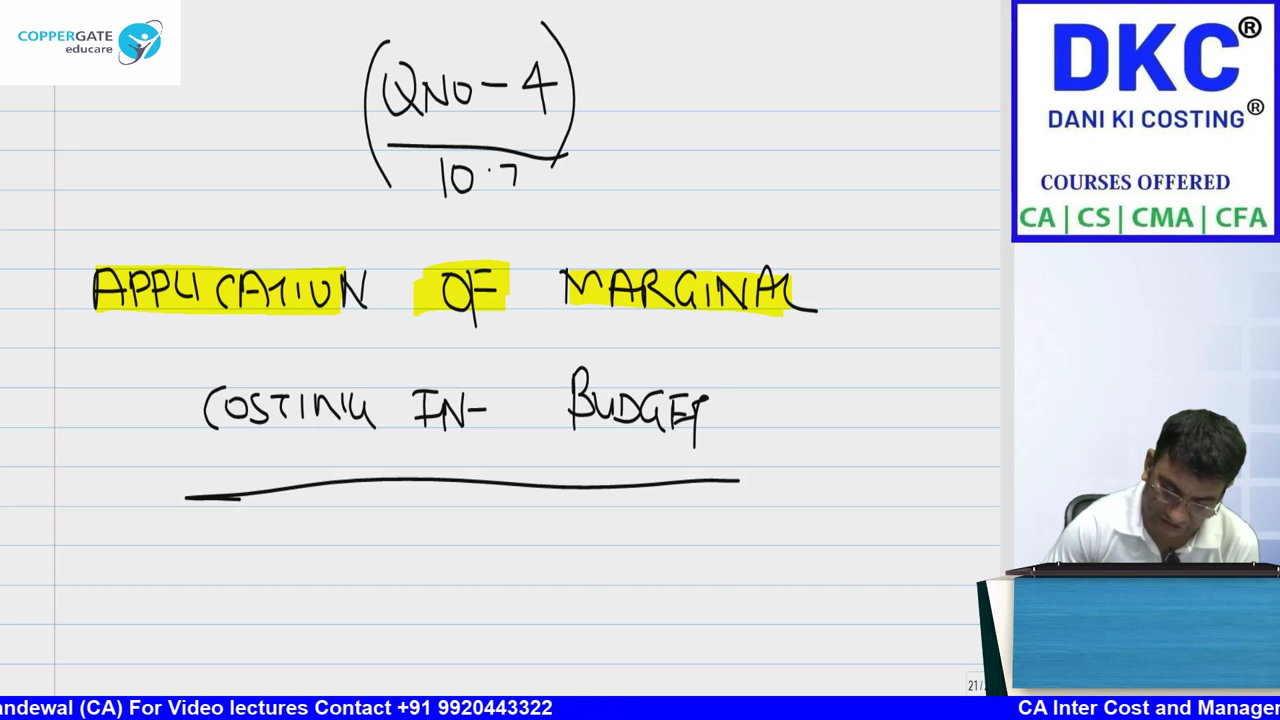 COPPERGATE
educare
QNO-4
10.7
APPLICATION OF MARGINAL
COSTING IN- BUDGET
DKC®
DANI KI COSTING®
COURSES OFFERED
CA | CS | CMA | CFA
21/
andewal (CA) For Video lectures Contact +91 9920443322
CA Inter Cost and Manager